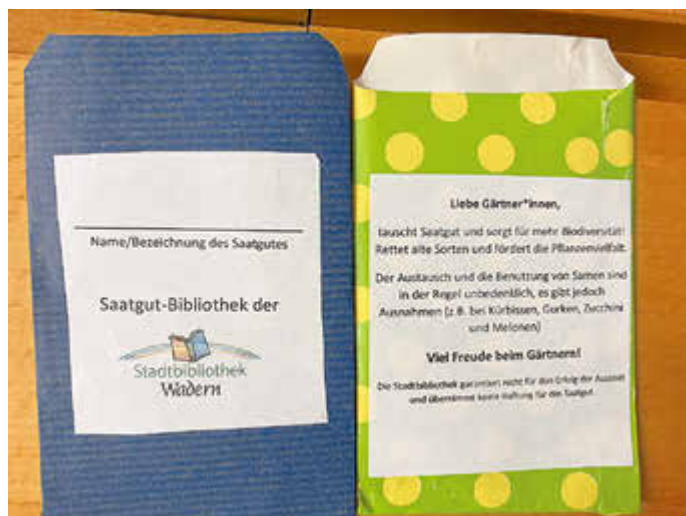 Name/Bezeichnung des Saatgutes
Saatgut-Bibliothek der
Stadtbibliothek
Wadern
Liebe Gärtner*innen,
tauscht Saatgut und sorgt für mehr Biodiversität!
Rettet alte Sorten und fördert die Pflanzenvielfalt.
Der Austausch und die Benutzung von Samen sind
in der Regel unbedenklich, es gibt jedoch
Ausnahmen (z.B. bei Kürbissen, Gurken, Zucchini
und Melonen)
Viel Freude beim Gärtnern!
Die Stadtbibliothek garantiert nicht für den Erfolg der Aussaat
und übernimmt keine Haftung für das Saatgut.